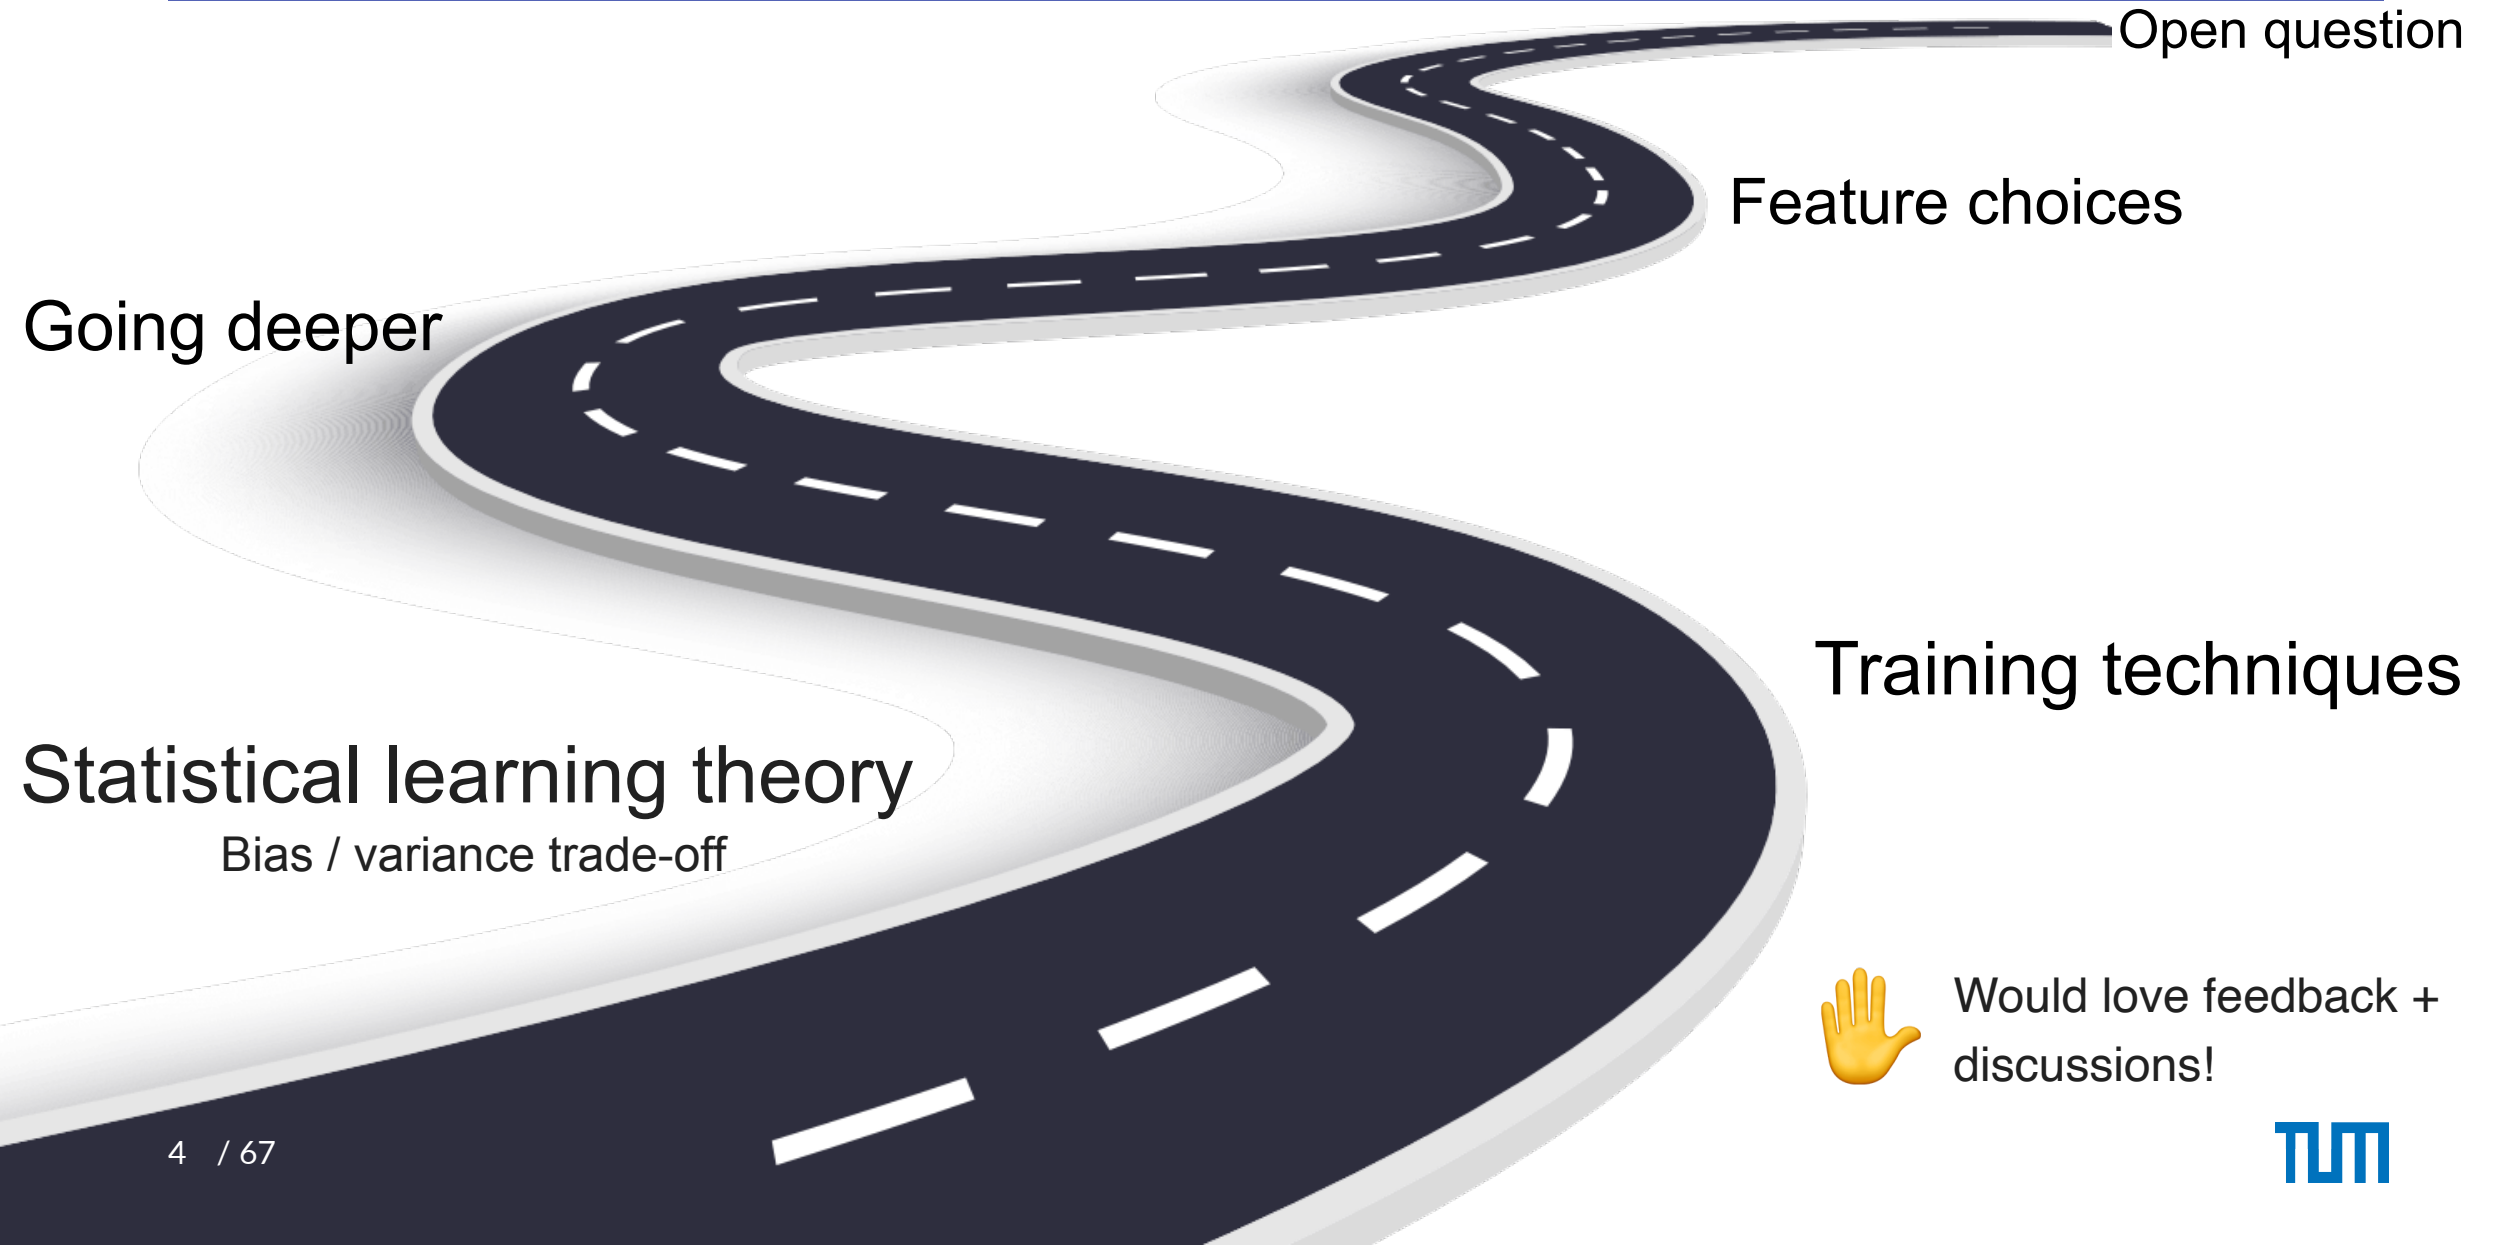 Open question
Feature choices
Going deeper
Training techniques
Statistical learning theory
Bias / variance trade-off
Would love feedback +
discussions!
4 / 67
TUM